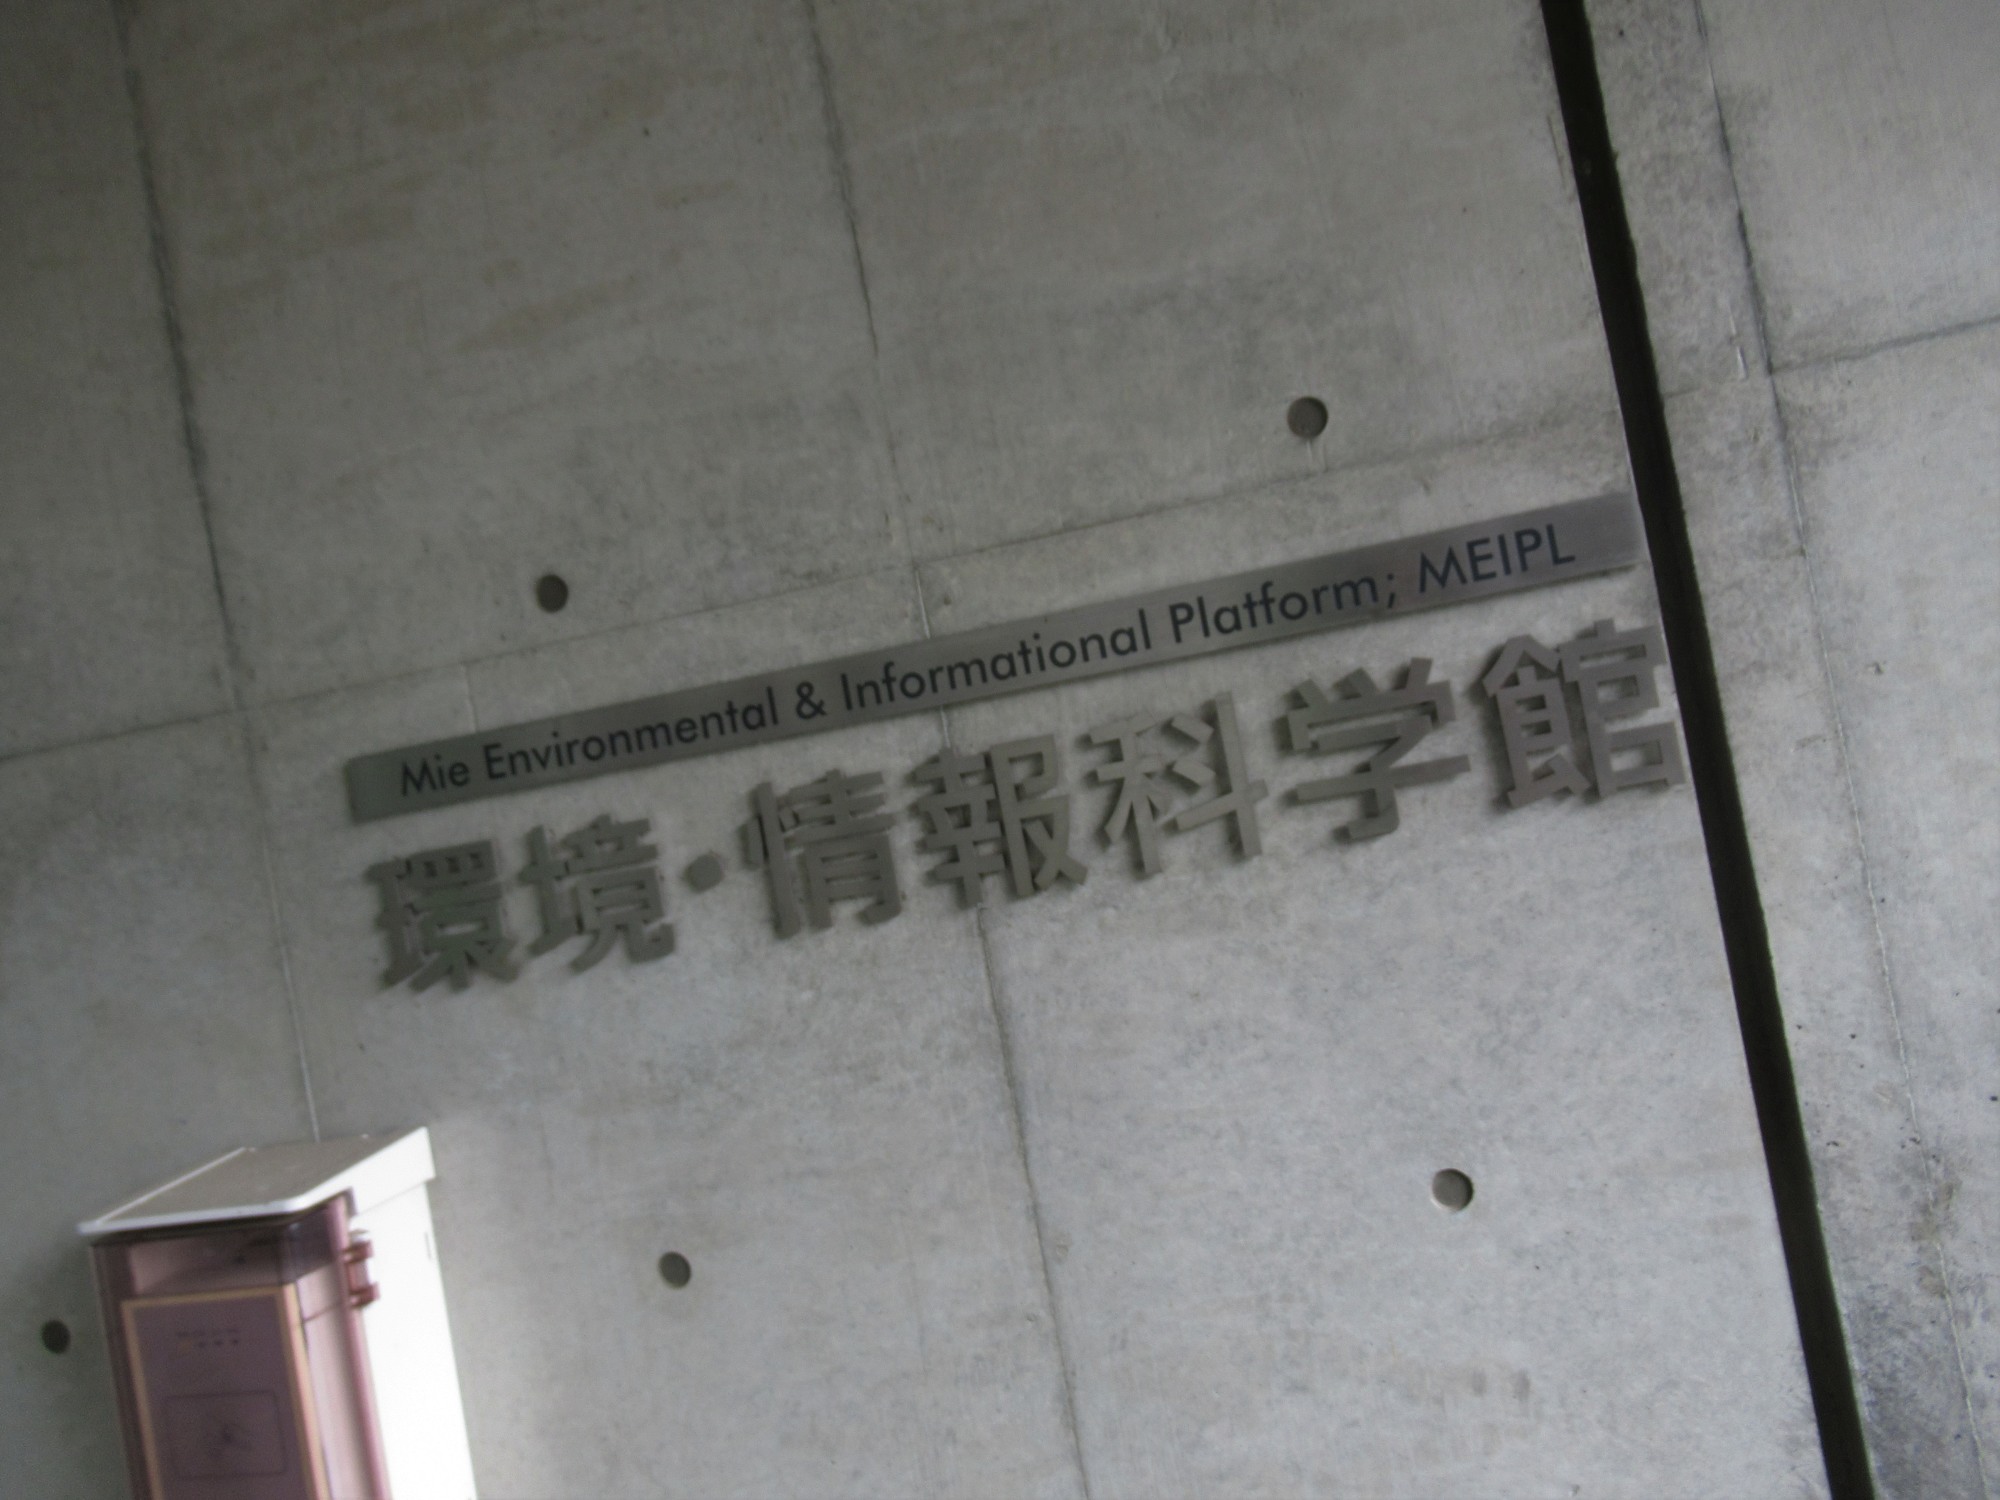 Mie Environmental & Informational Platform; MEIPL
環境・情報科学館